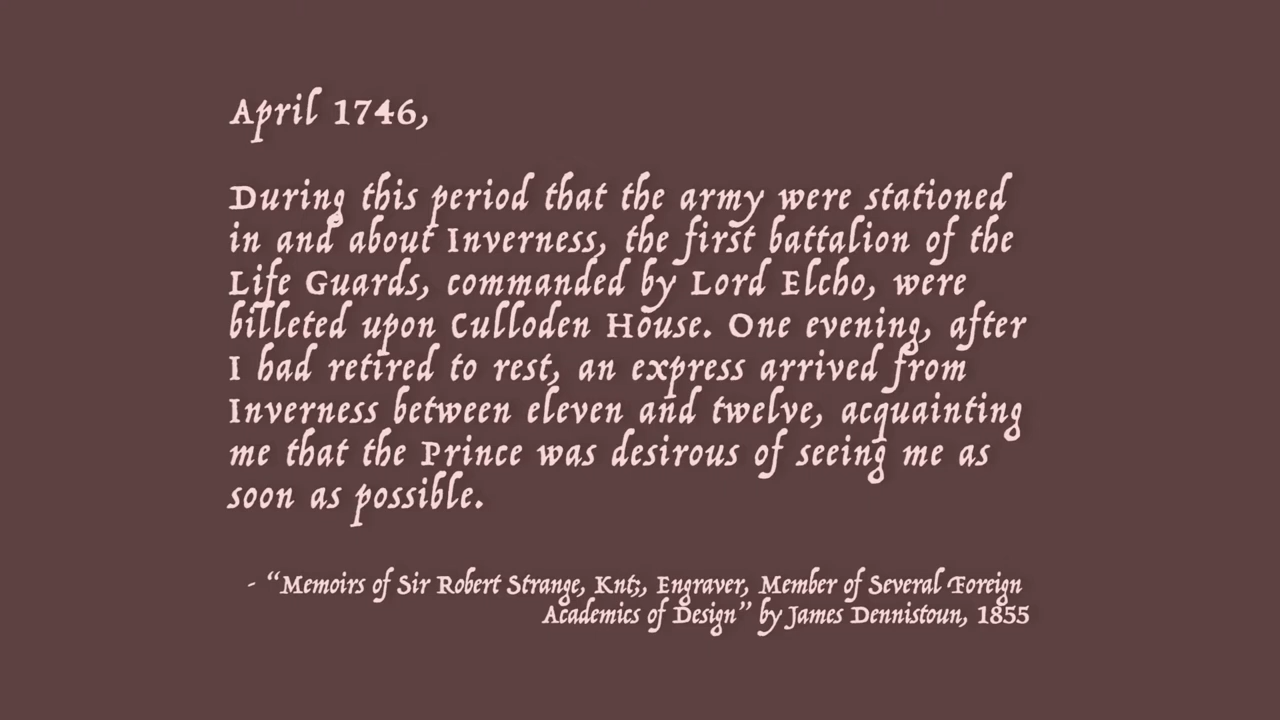 April 1746,
During this period that the army were stationed
in and about Inverness, the first battalion of the
Life Guards, commanded by Lord Elcho, were
billeted upon Culloden House. One evening, after
I had retired to rest, an express arrived from
Inverness between eleven and twelve, acquainting
me that the Prince was desirous of seeing me as
soon as possible.
- “Memoirs of Sir Robert Strange, Knt;, Engraver, Member of Several Foreign
Academics of Design” by James Dennistoun, 1855